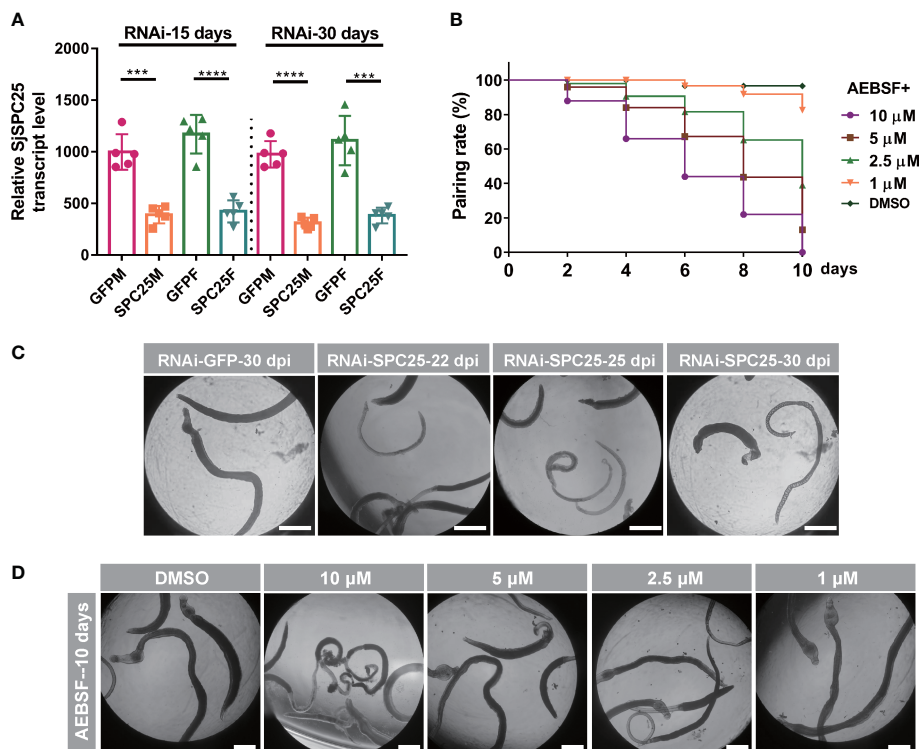 A
RNAi-15 days RNAi-30 days
Relative SjSPC25
transcript level
2000
1500
1000
500
0
*** **** **** ***
GFPM SPC25M GFPF SPC25F GFPM SPC25M GFPF SPC25F
B
Pairing rate (%)
120
100
80
60
40
20
0
0 2 4 6 8 10 days
AEBSF+
10 μM
5 μM
2.5 μM
1 μM
DMSO
C
RNAi-GFP-30 dpi RNAi-SPC25-22 dpi RNAi-SPC25-25 dpi RNAi-SPC25-30 dpi
D
DMSO 10 μM 5 μM 2.5 μM 1 μM
AEBSF--10 days